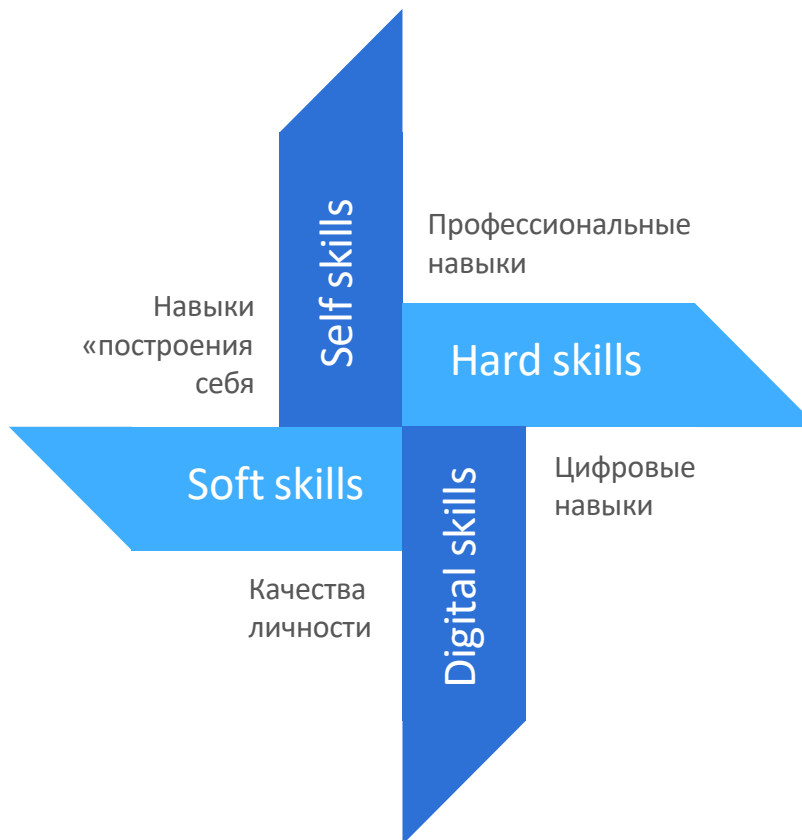 Self skills
Профессиональные
навыки
Навыки
«построения
себя
Hard skills
Soft skills
Цифровые
навыки
Digital skills
Качества
личности